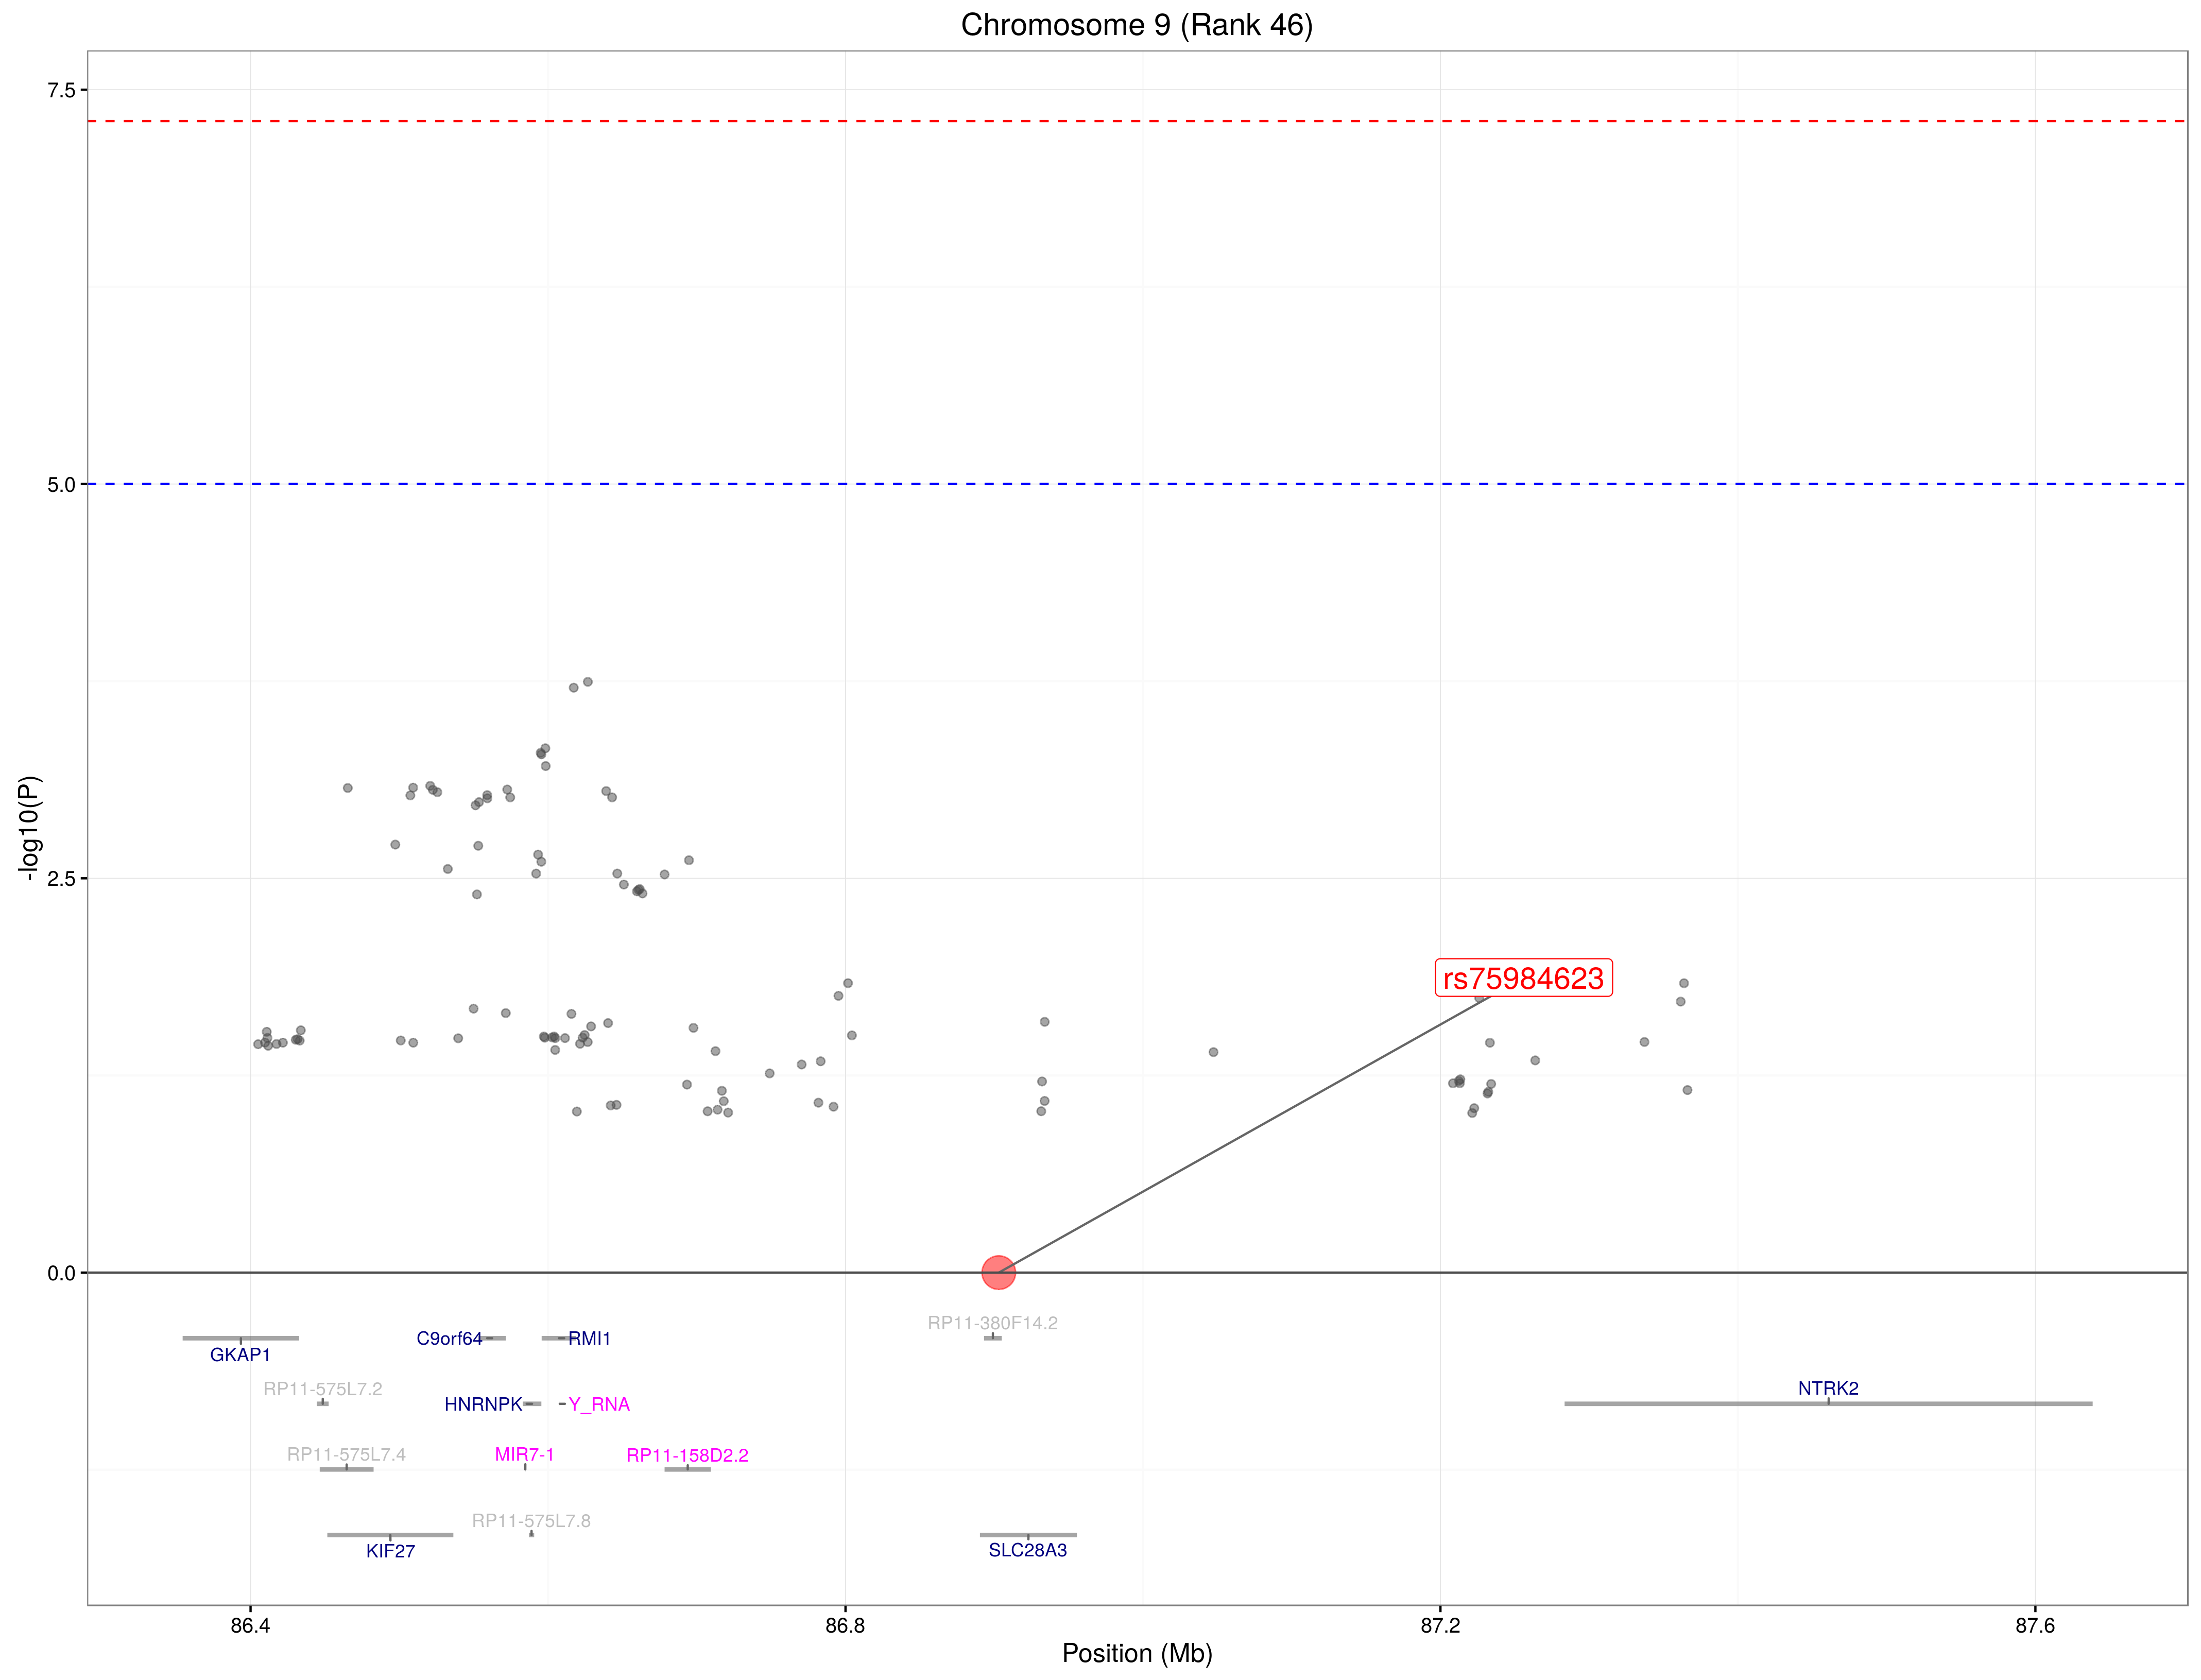 Chromosome 9 (Rank 46)
7.5
5.0
-log10(P)
2.5
rs75984623
0.0
RP11-380F14.2
C9orf64
RMI1
GKAP1
RP11-575L7.2
NTRK2
HNRNPK
Y_RNA
RP11-575L7.4
MIR7-1
RP11-158D2.2
RP11-575L7.8
KIF27
SLC28A3
86.4
86.8
87.2
87.6
Position (Mb)